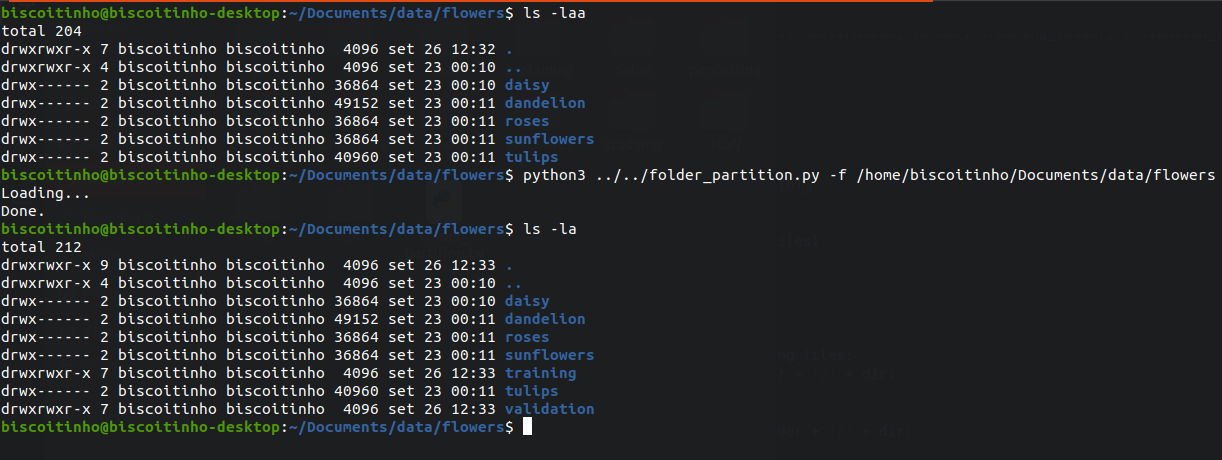 biscoitinho@biscoitinho-desktop:~/Documents/data/flowers$ ls -laa
total 204
drwxrwxr-x 7 biscoitinho biscoitinho  4096 set 26 12:32 .
drwxrwxr-x 4 biscoitinho biscoitinho  4096 set 23 00:10 ..
drwx------ 2 biscoitinho biscoitinho 36864 set 23 00:10 daisy
drwx------ 2 biscoitinho biscoitinho 49152 set 23 00:11 dandelion
drwx------ 2 biscoitinho biscoitinho 36864 set 23 00:11 roses
drwx------ 2 biscoitinho biscoitinho 36864 set 23 00:11 sunflowers
drwx------ 2 biscoitinho biscoitinho 40960 set 23 00:11 tulips
biscoitinho@biscoitinho-desktop:~/Documents/data/flowers$ python3 ../../folder_partition.py -f /home/biscoitinho/Documents/data/flowers
Loading...
Done.
biscoitinho@biscoitinho-desktop:~/Documents/data/flowers$ ls -la
total 212
drwxrwxr-x 9 biscoitinho biscoitinho  4096 set 26 12:33 .
drwxrwxr-x 4 biscoitinho biscoitinho  4096 set 23 00:10 ..
drwx------ 2 biscoitinho biscoitinho 36864 set 23 00:10 daisy
drwx------ 2 biscoitinho biscoitinho 49152 set 23 00:11 dandelion
drwx------ 2 biscoitinho biscoitinho 36864 set 23 00:11 roses
drwx------ 2 biscoitinho biscoitinho 36864 set 23 00:11 sunflowers
drwxrwxr-x 7 biscoitinho biscoitinho  4096 set 26 12:33 training
drwx------ 2 biscoitinho biscoitinho 40960 set 23 00:11 tulips
drwxrwxr-x 7 biscoitinho biscoitinho  4096 set 26 12:33 validation
biscoitinho@biscoitinho-desktop:~/Documents/data/flowers$